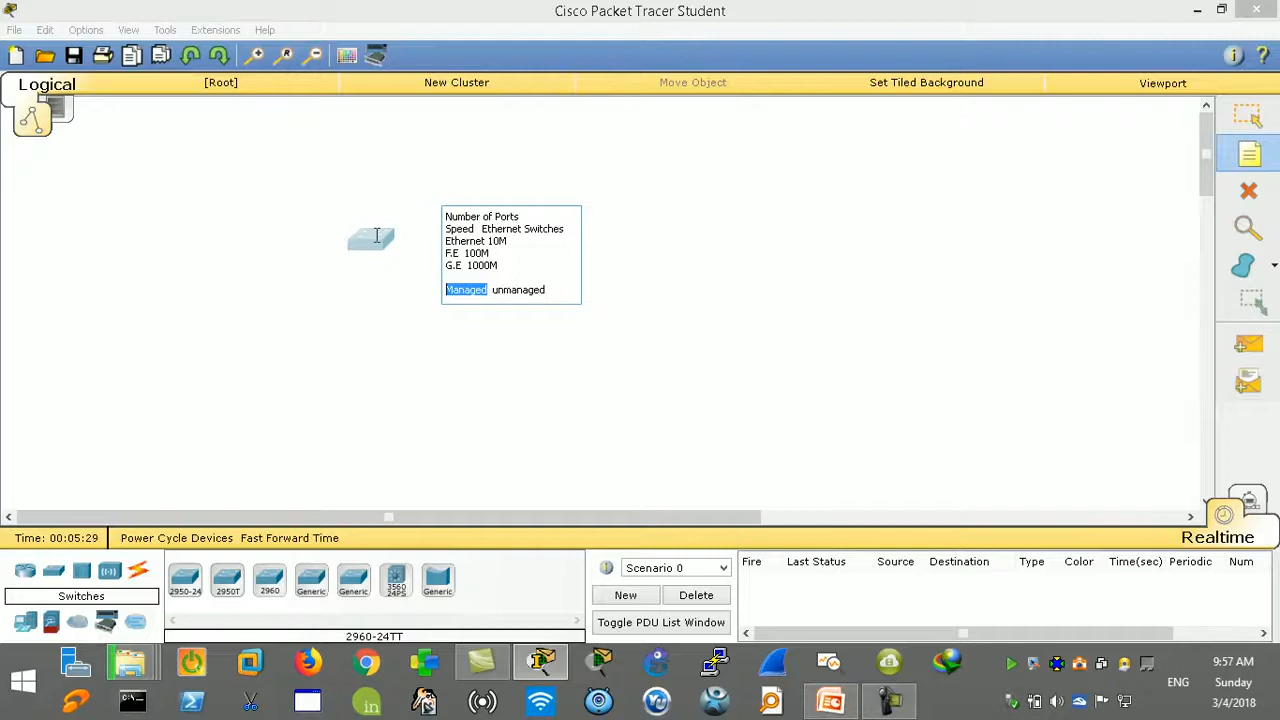 Cisco Packet Tracer Student
File Edit Options View Tools Extensions Help
Logical [Root] New Cluster Move Object Set Tiled Background Viewport
Number of Ports
Speed Ethernet Switches
Ethernet 10M
F.E 100M
G.E 1000M
Managed unmanaged
Time: 00:05:29 Power Cycle Devices Fast Forward Time Realtime
Switches
2950-24 2950T 2960 Generic Generic 3560 24PS Generic
2960-24TT
Scenario 0
New Delete
Toggle PDU List Window
Fire Last Status Source Destination Type Color Time(sec) Periodic Num
9:57 AM
ENG Sunday
3/4/2018